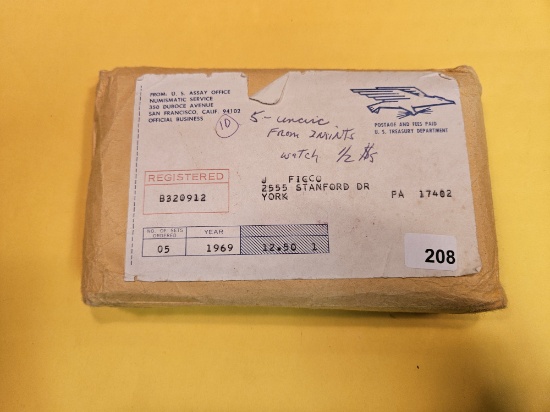 FROM: U. S. ASSAY OFFICE
NUMISMATIC SERVICE
350 DUBOCE AVENUE
SAN FRANCISCO, CALIF. 94102
OFFICIAL BUSINESS
POSTAGE AND FEES PAID
U. S. TREASURY DEPARTMENT
10
5-uncirc.
FROM 2 MINTS
watch 1/2 $s
REGISTERED
B320912
J FICCO
2555 STANFORD DR
YORK PA 17402
NO. OF SETS ORDERED YEAR
05 1969 12.50 1
208